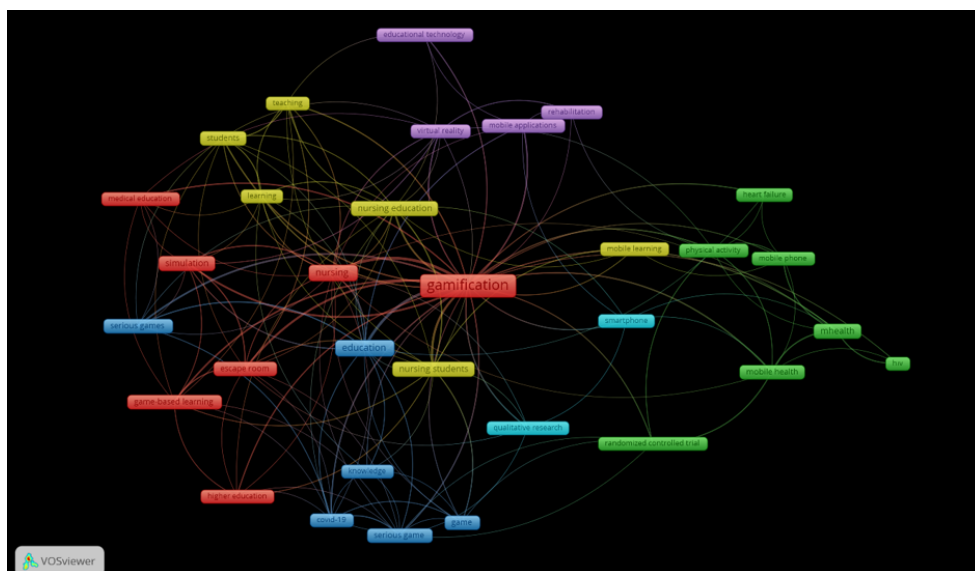 educational technology
teaching
rehabilitation
mobile applications
virtual reality
students
learning
heart failure
medical education
nursing education
mobile learning
physical activity
mobile phone
simulation
nursing
gamification
serious games
smartphone
mhealth
education
hiv
escape room
nursing students
mobile health
game-based learning
qualitative research
randomized controlled trial
knowledge
higher education
covid-19
game
serious game
VOSviewer